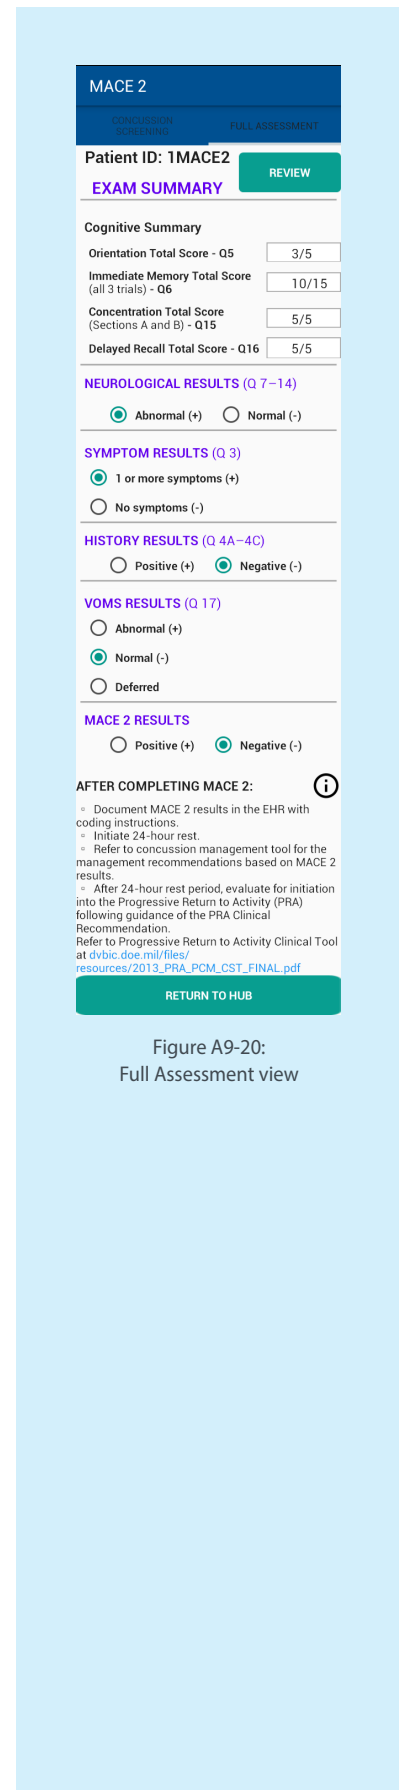 MACE 2
CONCUSSION
SCREENING
FULL ASSESSMENT
Patient ID: 1MACE2
REVIEW
EXAM SUMMARY
Cognitive Summary
Orientation Total Score - Q5
3/5
Immediate Memory Total Score
(all 3 trials) - Q6
10/15
Concentration Total Score
(Sections A and B) - Q15
5/5
Delayed Recall Total Score - Q16
5/5
NEUROLOGICAL RESULTS (Q 7–14)
Abnormal (+) Normal (-)
SYMPTOM RESULTS (Q 3)
1 or more symptoms (+)
No symptoms (-)
HISTORY RESULTS (Q 4A–4C)
Positive (+) Negative (-)
VOMS RESULTS (Q 17)
Abnormal (+)
Normal (-)
Deferred
MACE 2 RESULTS
Positive (+) Negative (-)
AFTER COMPLETING MACE 2:
◦ Document MACE 2 results in the EHR with
coding instructions.
◦ Initiate 24-hour rest.
◦ Refer to concussion management tool for the
management recommendations based on MACE 2
results.
◦ After 24-hour rest period, evaluate for initiation
into the Progressive Return to Activity (PRA)
following guidance of the PRA Clinical
Recommendation.
Refer to Progressive Return to Activity Clinical Tool
at dvbic.doe.mil/files/
resources/2013_PRA_PCM_CST_FINAL.pdf
RETURN TO HUB
Figure A9-20:
Full Assessment view